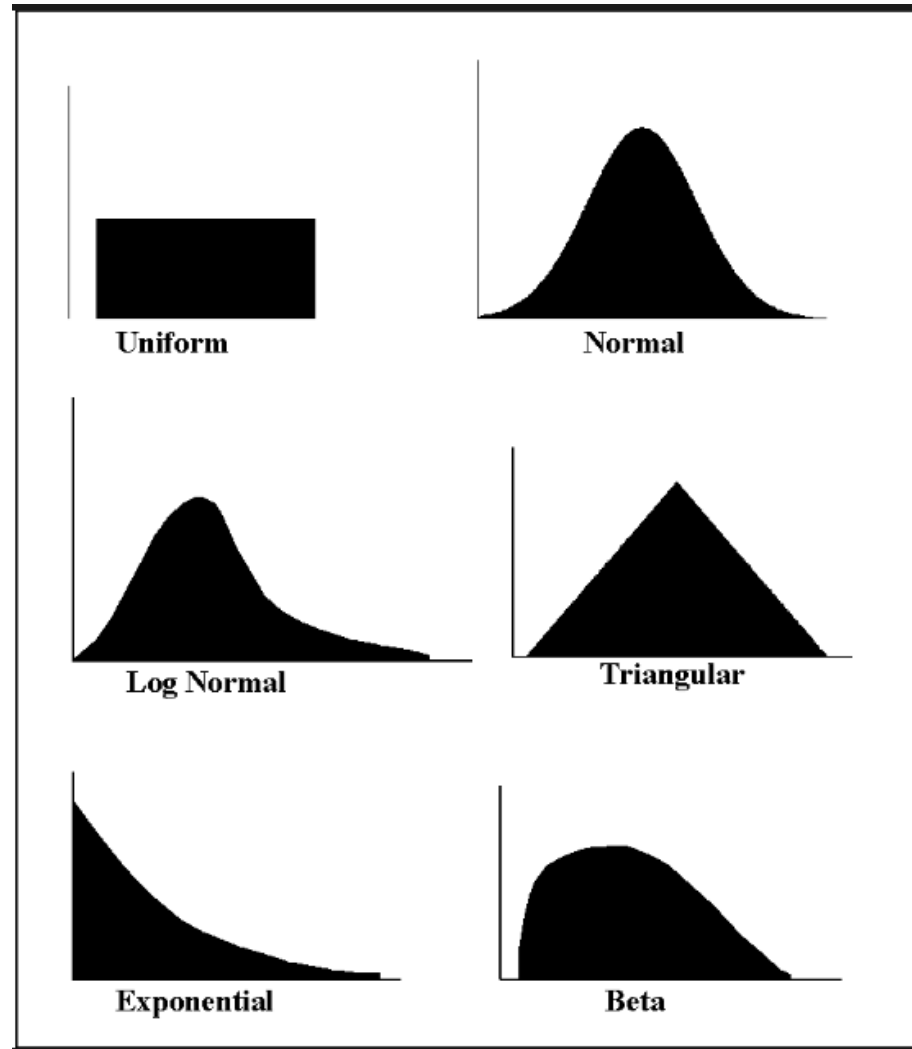 Uniform
Normal
Log Normal
Triangular
Exponential
Beta